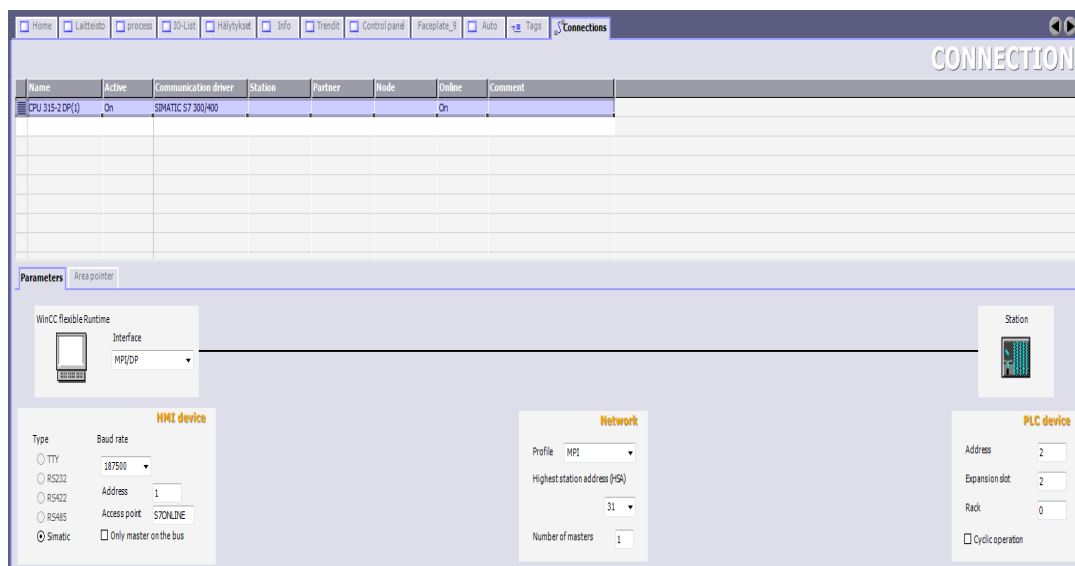 Home Laitteisto process IO-List Hälytykset Info Trendit Control panel Faceplate_9 Auto Tags Connections
CONNECTION
Name Active Communication driver Station Partner Node Online Comment
CPU 315-2 DP(1) On SIMATIC S7 300/400 On
Parameters Area pointer
WinCC flexible Runtime
Station
Interface
MPI/DP
HMI device
Type Baud rate
TTY
187500
RS232
RS422
Address 1
RS485
Access point S7ONLINE
Simatic
Only master on the bus
Network
Profile MPI
Highest station address (HSA)
31
Number of masters 1
PLC device
Address 2
Expansion slot 2
Rack 0
Cyclic operation